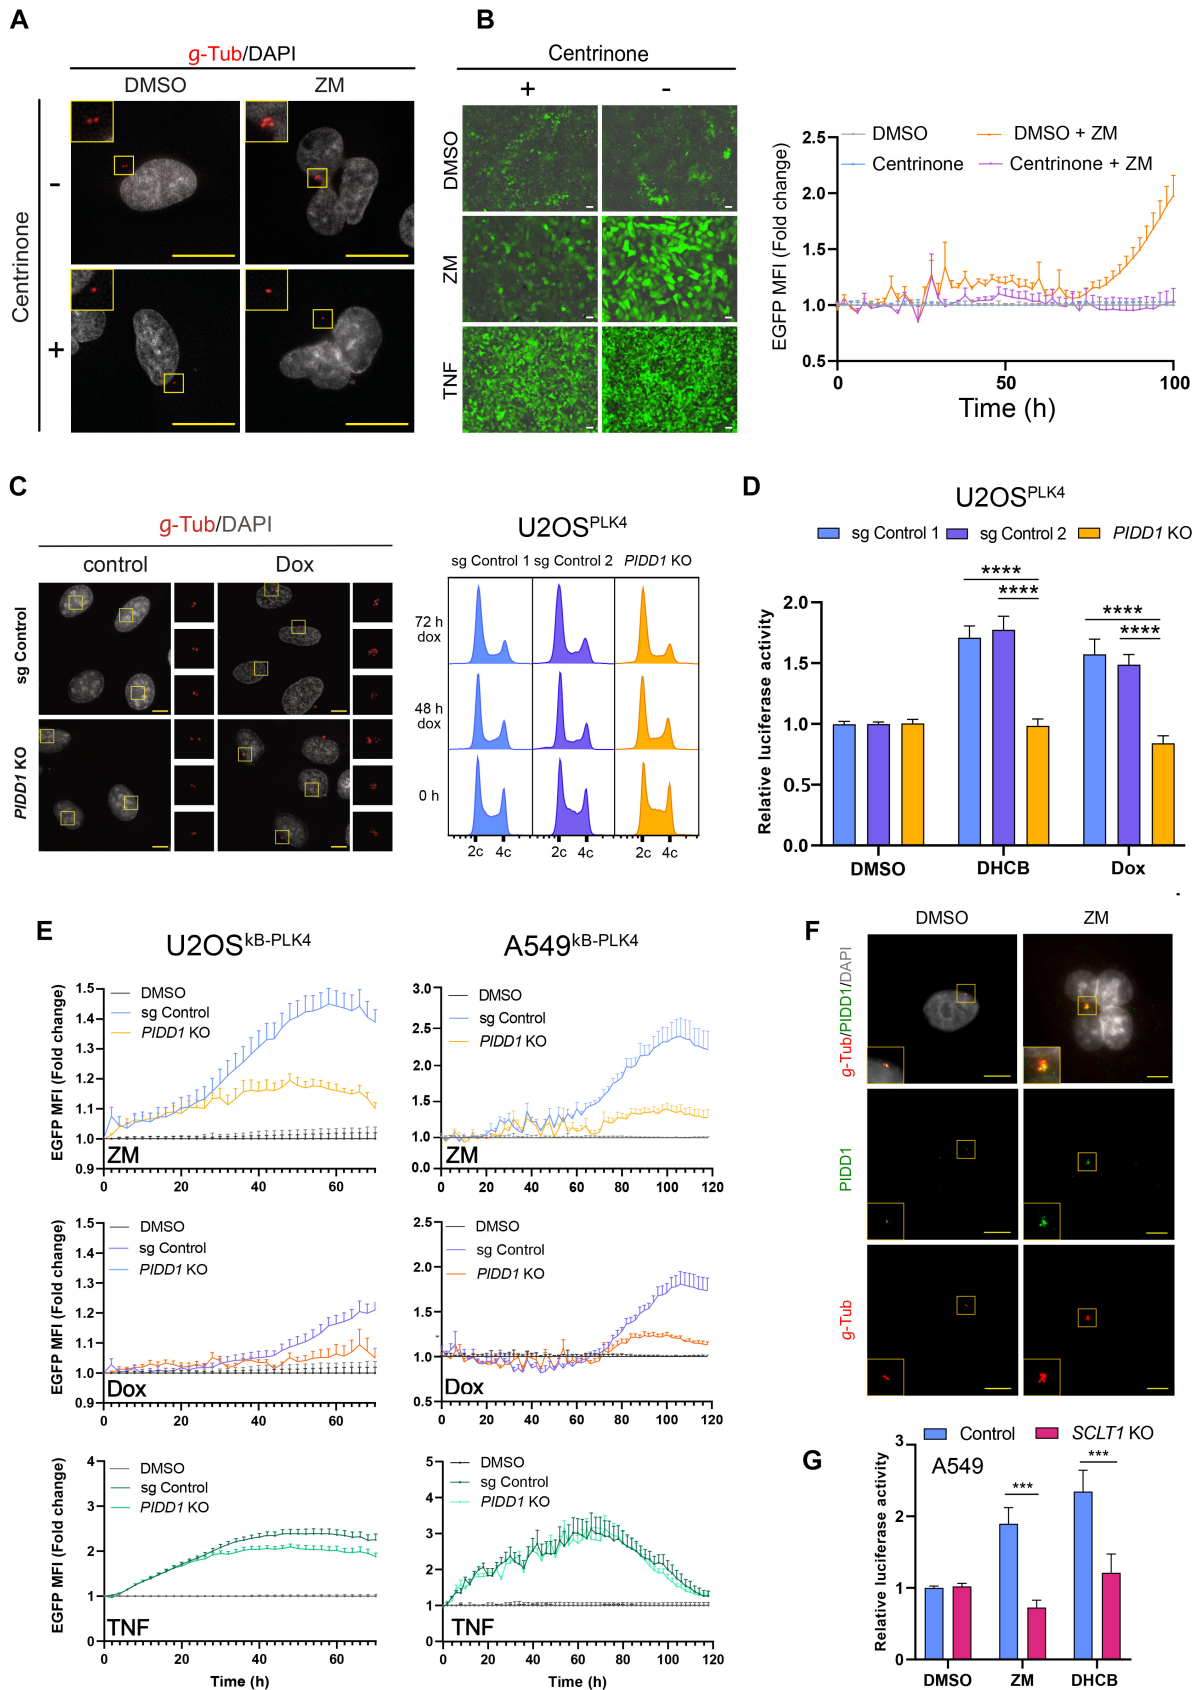 A
g-Tub/DAPI
DMSO
ZM
Centrinone
-
+
B
Centrinone
+
-
DMSO
ZM
TNF
DMSO
DMSO + ZM
Centrinone
Centrinone + ZM
EGFP MFI (Fold change)
2.5
2.0
1.5
1.0
0.5
0
50
100
Time (h)
C
g-Tub/DAPI
control
Dox
sg Control
PIDD1 KO
U2OS^PLK4
sg Control 1
sg Control 2
PIDD1 KO
72 h
dox
48 h
dox
0 h
2c
4c
2c
4c
2c
4c
D
U2OS^PLK4
sg Control 1
sg Control 2
PIDD1 KO
Relative luciferase activity
2.0
1.5
1.0
0.5
0.0
****
****
****
****
DMSO
DHCB
Dox
E
U2OS^kB-PLK4
A549^kB-PLK4
DMSO
sg Control
PIDD1 KO
EGFP MFI (Fold change)
1.5
1.4
1.3
1.2
1.1
1.0
0.9
ZM
0
20
40
60
DMSO
sg Control
PIDD1 KO
3.0
2.5
2.0
1.5
1.0
0.0
ZM
0
20
40
60
80
100
120
DMSO
sg Control
PIDD1 KO
EGFP MFI (Fold change)
1.5
1.4
1.3
1.2
1.1
1.0
0.9
Dox
0
20
40
60
DMSO
sg Control
PIDD1 KO
2.5
2.0
1.5
1.0
0.5
Dox
0
20
40
60
80
100
120
DMSO
sg Control
PIDD1 KO
EGFP MFI (Fold change)
4
3
2
1
0
TNF
0
20
40
60
Time (h)
DMSO
sg Control
PIDD1 KO
5
4
3
2
1
0
TNF
0
20
40
60
80
100
120
Time (h)
F
DMSO
ZM
g-Tub/PIDD1/DAPI
PIDD1
g-Tub
G
Control
SCLT1 KO
A549
Relative luciferase activity
3
2
1
0
***
***
DMSO
ZM
DHCB